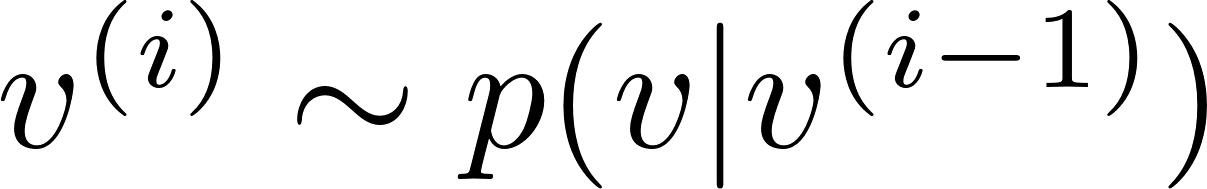 v^{(i)} \sim p(v | v^{(i-1)})